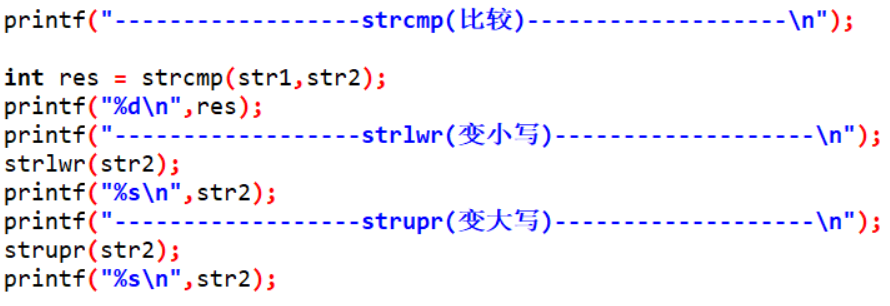 printf("------------------strcmp(比较)-------------------\n");
int res = strcmp(str1,str2);
printf("%d\n",res);
printf("------------------strlwr(变小写)-------------------\n");
strlwr(str2);
printf("%s\n",str2);
printf("------------------strupr(变大写)-------------------\n");
strupr(str2);
printf("%s\n",str2);